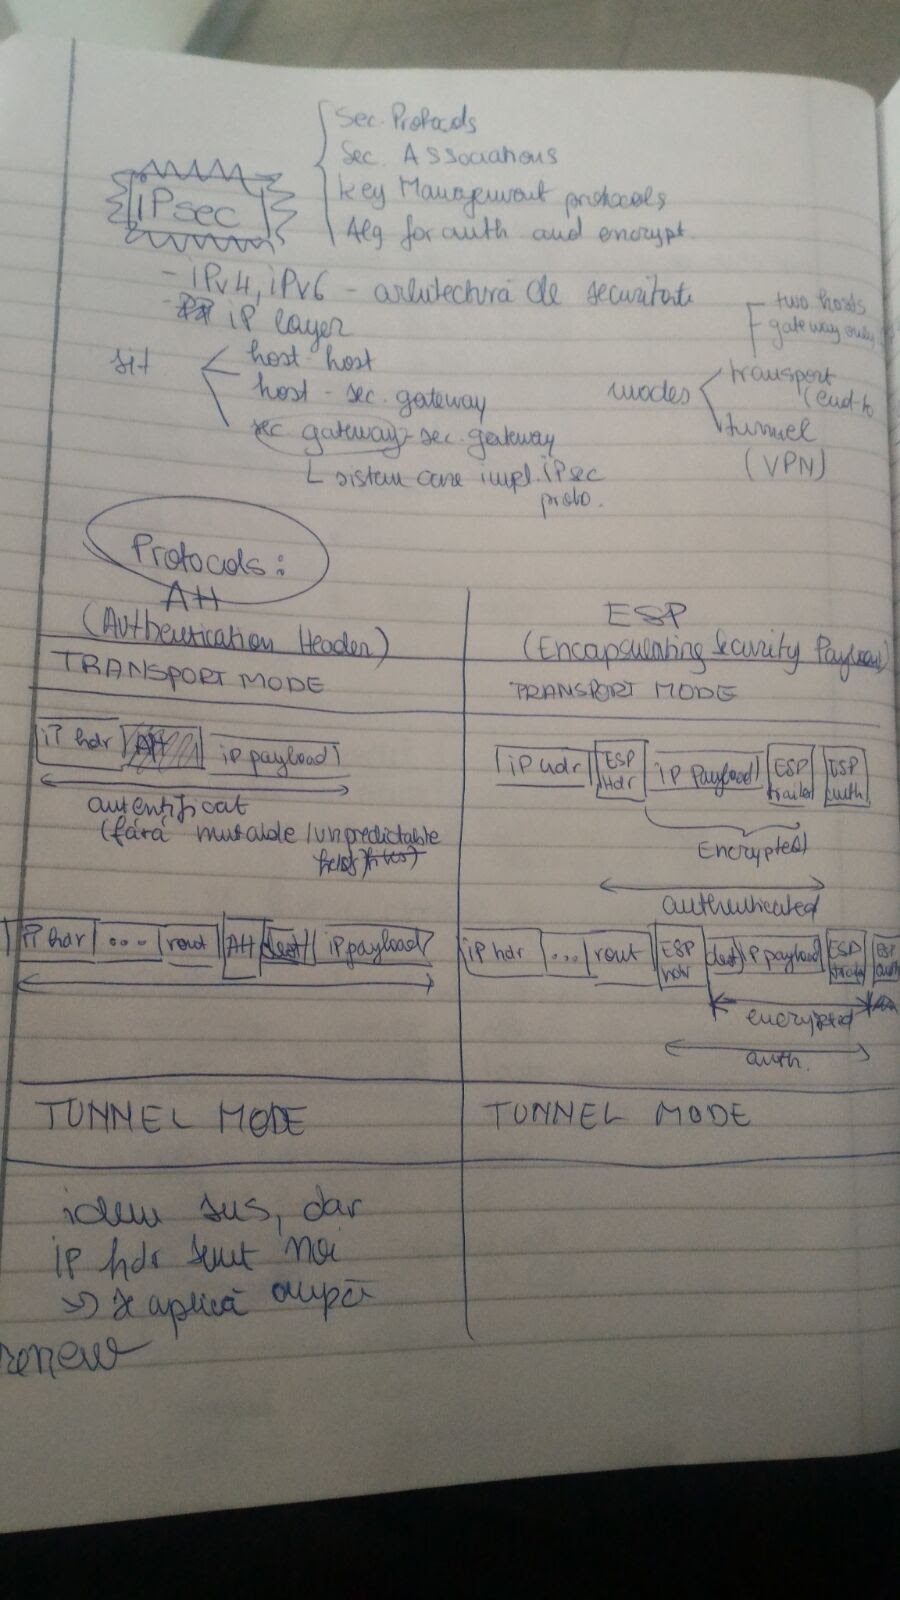 Sec. Protocols
Sec. Associations
Key Management protocols
Alg for auth and encrypt.
IPsec
- IPv4, IPv6 - arhitectură de securitate
- IP layer
sit
host-host
host - sec. gateway
sec. gateway - sec. gateway
sistem care impl. IPsec
proto.
two hosts
gateway only
modes
transport
(end-to
tunnel
(VPN)
Protocols:
AH
(Authentication Header)
TRANSPORT MODE
IP hdr AH IP payload
autentificat
(fără mutable / unpredictable
fields)
IP hdr ... rout AH dest IP payload
TUNNEL MODE
idem sus, dar
IP hdr sunt noi
se aplică după
renew
ESP
(Encapsulating Security Payload)
TRANSPORT MODE
IP hdr ESP Hdr IP Payload ESP trailer ESP auth
Encrypted
authenticated
IP hdr ... rout ESP hdr dest IP payload ESP trailer ESP auth
encrypted
auth.
TUNNEL MODE